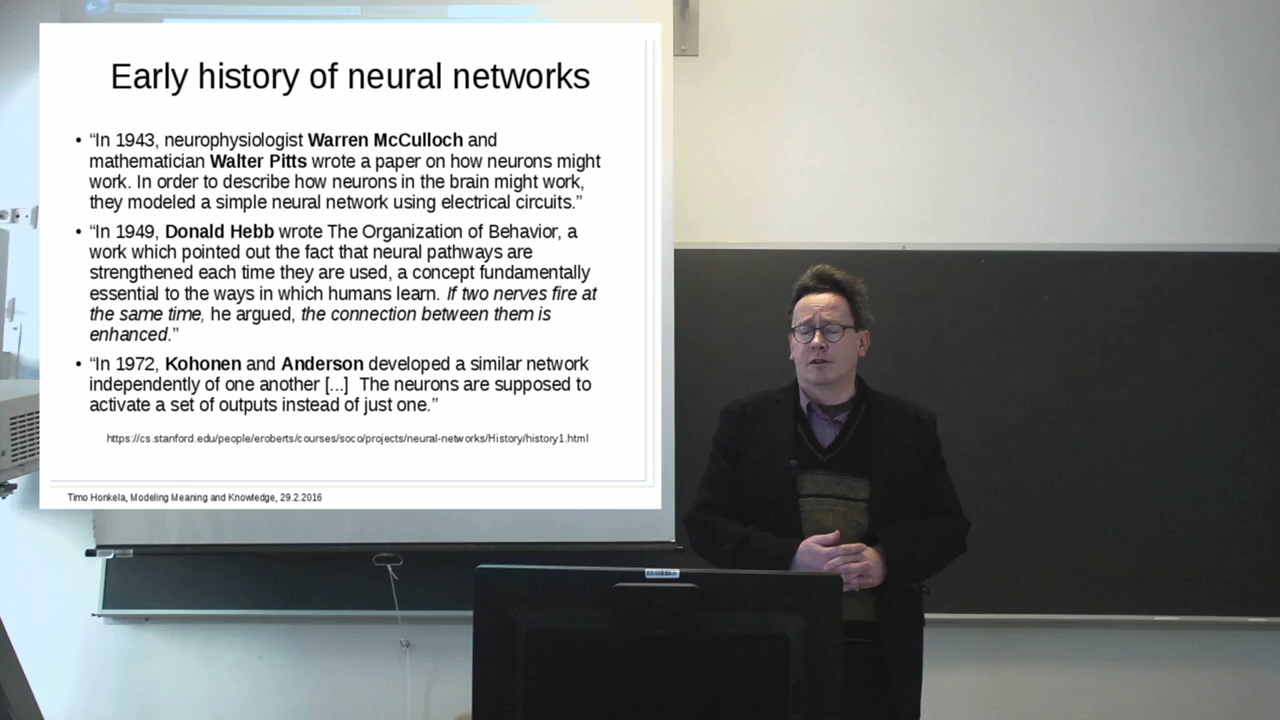 Early history of neural networks
• “In 1943, neurophysiologist Warren McCulloch and
mathematician Walter Pitts wrote a paper on how neurons might
work. In order to describe how neurons in the brain might work,
they modeled a simple neural network using electrical circuits.”
• “In 1949, Donald Hebb wrote The Organization of Behavior, a
work which pointed out the fact that neural pathways are
strengthened each time they are used, a concept fundamentally
essential to the ways in which humans learn. If two nerves fire at
the same time, he argued, the connection between them is
enhanced.”
• “In 1972, Kohonen and Anderson developed a similar network
independently of one another [...] The neurons are supposed to
activate a set of outputs instead of just one.”
https://cs.stanford.edu/people/eroberts/courses/soco/projects/neural-networks/History/history1.html
Timo Honkela, Modeling Meaning and Knowledge, 29.2.2016